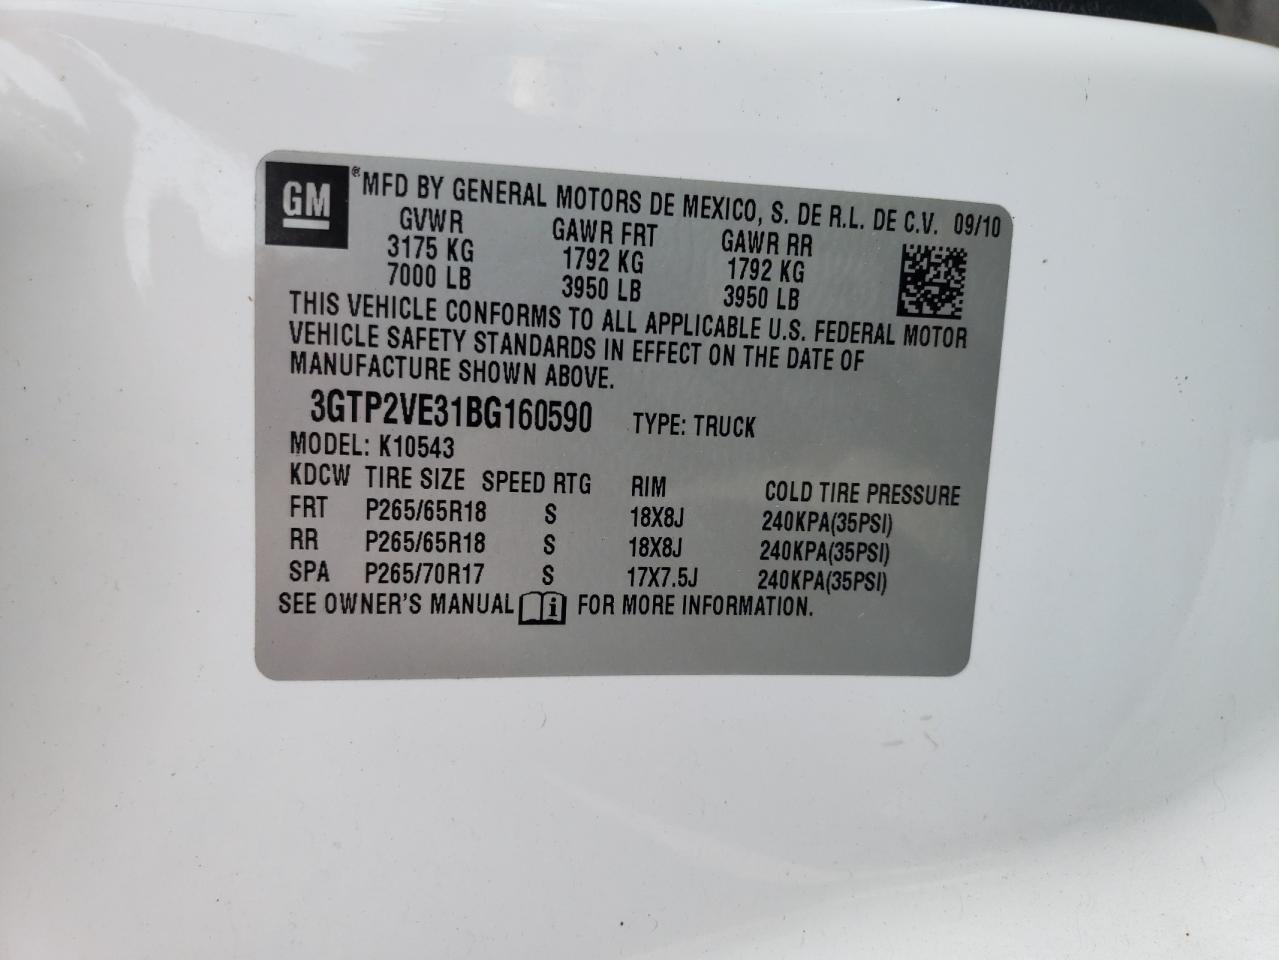 GM ® MFD BY GENERAL MOTORS DE MEXICO, S. DE R.L. DE C.V. 09/10
GVWR GAWR FRT GAWR RR
3175 KG 1792 KG 1792 KG
7000 LB 3950 LB 3950 LB
THIS VEHICLE CONFORMS TO ALL APPLICABLE U.S. FEDERAL MOTOR
VEHICLE SAFETY STANDARDS IN EFFECT ON THE DATE OF
MANUFACTURE SHOWN ABOVE.
3GTP2VE31BG160590 TYPE: TRUCK
MODEL: K10543
KDCW TIRE SIZE SPEED RTG RIM COLD TIRE PRESSURE
FRT P265/65R18 S 18X8J 240KPA(35PSI)
RR P265/65R18 S 18X8J 240KPA(35PSI)
SPA P265/70R17 S 17X7.5J 240KPA(35PSI)
SEE OWNER'S MANUAL i FOR MORE INFORMATION.